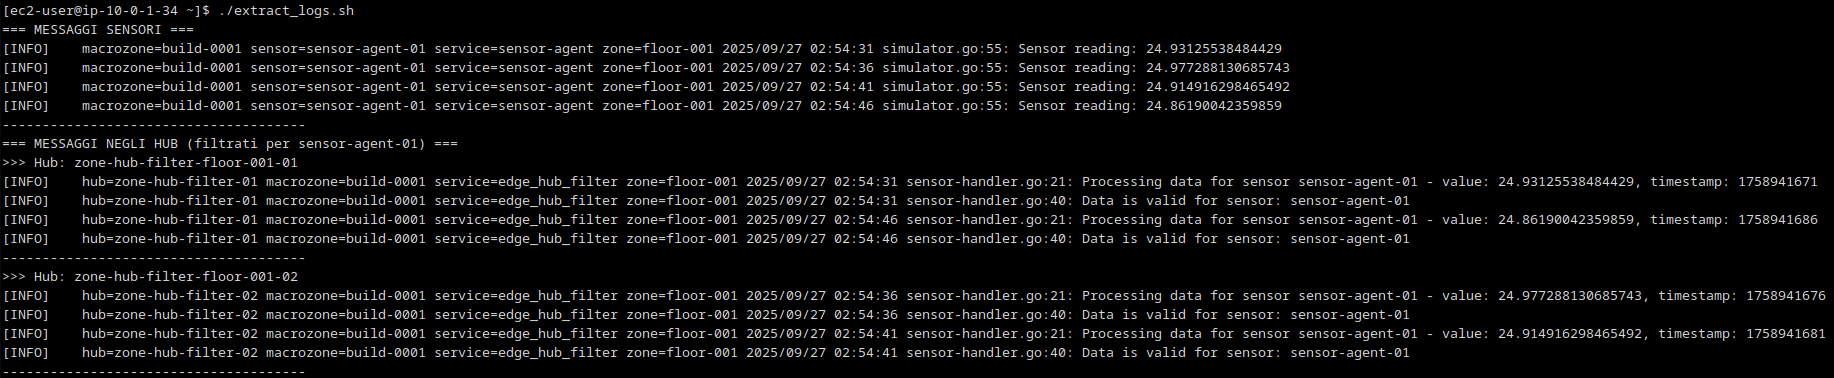 [ec2-user@ip-10-0-1-34 ~]$ ./extract_logs.sh
=== MESSAGGI SENSORI ===
[INFO]    macrozone=build-0001 sensor=sensor-agent-01 service=sensor-agent zone=floor-001 2025/09/27 02:54:31 simulator.go:55: Sensor reading: 24.93125538484429
[INFO]    macrozone=build-0001 sensor=sensor-agent-01 service=sensor-agent zone=floor-001 2025/09/27 02:54:36 simulator.go:55: Sensor reading: 24.977288130685743
[INFO]    macrozone=build-0001 sensor=sensor-agent-01 service=sensor-agent zone=floor-001 2025/09/27 02:54:41 simulator.go:55: Sensor reading: 24.914916298465492
[INFO]    macrozone=build-0001 sensor=sensor-agent-01 service=sensor-agent zone=floor-001 2025/09/27 02:54:46 simulator.go:55: Sensor reading: 24.86190042359859
--------------------------------------
=== MESSAGGI NEGLI HUB (filtrati per sensor-agent-01) ===
>>> Hub: zone-hub-filter-floor-001-01
[INFO]    hub=zone-hub-filter-01 macrozone=build-0001 service=edge_hub_filter zone=floor-001 2025/09/27 02:54:31 sensor-handler.go:21: Processing data for sensor sensor-agent-01 - value: 24.93125538484429, timestamp: 1758941671
[INFO]    hub=zone-hub-filter-01 macrozone=build-0001 service=edge_hub_filter zone=floor-001 2025/09/27 02:54:31 sensor-handler.go:40: Data is valid for sensor: sensor-agent-01
[INFO]    hub=zone-hub-filter-01 macrozone=build-0001 service=edge_hub_filter zone=floor-001 2025/09/27 02:54:46 sensor-handler.go:21: Processing data for sensor sensor-agent-01 - value: 24.86190042359859, timestamp: 1758941686
[INFO]    hub=zone-hub-filter-01 macrozone=build-0001 service=edge_hub_filter zone=floor-001 2025/09/27 02:54:46 sensor-handler.go:40: Data is valid for sensor: sensor-agent-01
--------------------------------------
>>> Hub: zone-hub-filter-floor-001-02
[INFO]    hub=zone-hub-filter-02 macrozone=build-0001 service=edge_hub_filter zone=floor-001 2025/09/27 02:54:36 sensor-handler.go:21: Processing data for sensor sensor-agent-01 - value: 24.977288130685743, timestamp: 1758941676
[INFO]    hub=zone-hub-filter-02 macrozone=build-0001 service=edge_hub_filter zone=floor-001 2025/09/27 02:54:36 sensor-handler.go:40: Data is valid for sensor: sensor-agent-01
[INFO]    hub=zone-hub-filter-02 macrozone=build-0001 service=edge_hub_filter zone=floor-001 2025/09/27 02:54:41 sensor-handler.go:21: Processing data for sensor sensor-agent-01 - value: 24.914916298465492, timestamp: 1758941681
[INFO]    hub=zone-hub-filter-02 macrozone=build-0001 service=edge_hub_filter zone=floor-001 2025/09/27 02:54:41 sensor-handler.go:40: Data is valid for sensor: sensor-agent-01
--------------------------------------